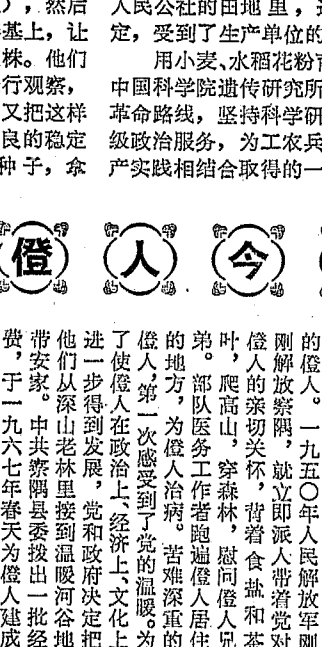 ），然后
基上，让
株。他们
行观察，
又把这样
良的稳定
种子，拿
人民公社的田地里，
定，受到了生产单位的
用小麦、水稻花粉
中国科学院遗传研究所
革命路线，坚持科学研
级政治服务，为工农兵
产实践相结合取得的一
僜人今
的僜人。一九五〇年人民解放军刚
刚解放察隅，就立即派人带着党对
僜人的亲切关怀，背着食盐和茶
叶，爬高山，穿森林，慰问僜人兄
弟。部队医务工作者跑遍僜人居住
的地方，为僜人治病。苦难深重的
僜人，第一次感受到了党的温暖。为
了使僜人在政治上、经济上、文化上
进一步得到发展，党和政府决定把
他们从深山老林里接到温暖河谷地
带安家。中共察隅县委拨出一批经
费，于一九六七年春天为僜人建成